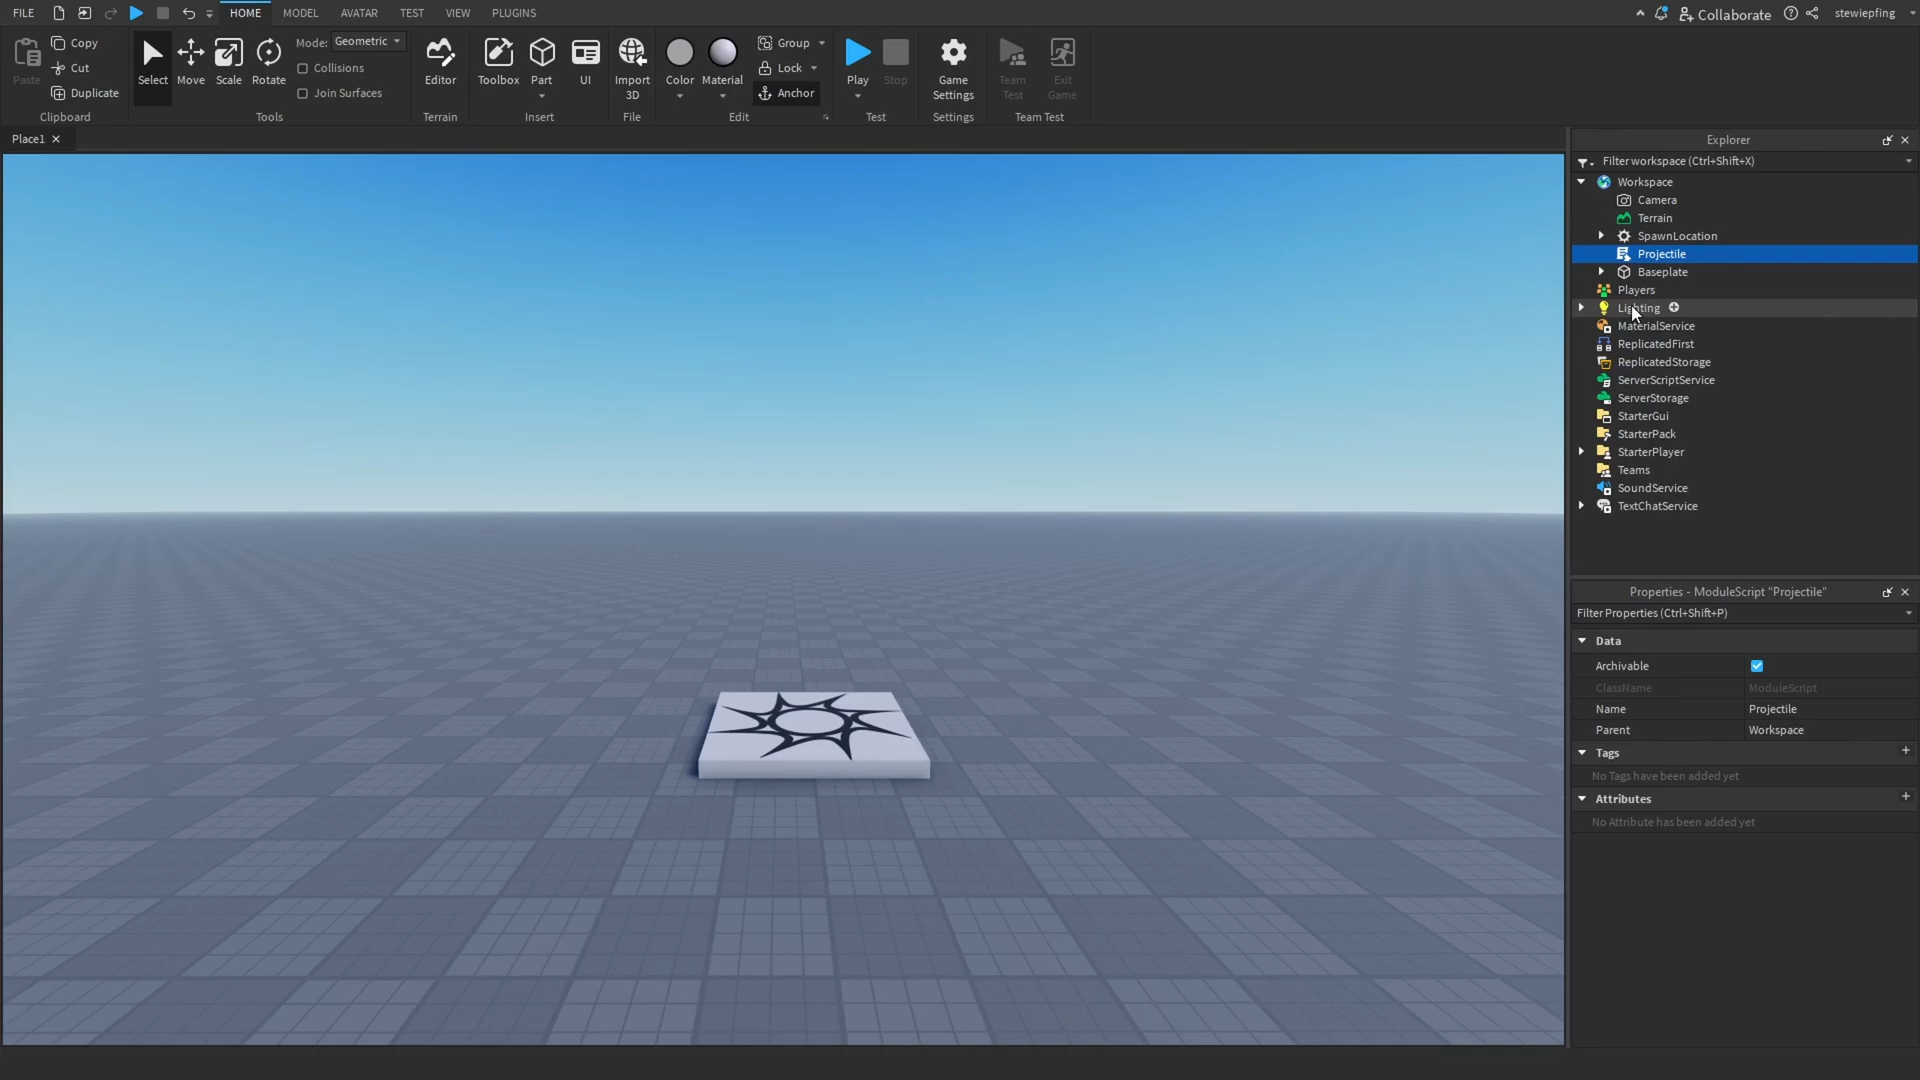 FILE HOME MODEL AVATAR TEST VIEW PLUGINS Collaborate stewiepfing
Paste
Copy
Cut
Duplicate
Clipboard
Select Move Scale Rotate
Mode: Geometric
Collisions
Join Surfaces
Tools
Editor
Terrain
Toolbox Part UI
Insert
Import
3D
File
Color Material
Group
Lock
Anchor
Edit
Play Stop
Test
Game
Settings
Settings
Team
Test
Exit
Game
Team Test
Place1
Explorer
Filter workspace (Ctrl+Shift+X)
Workspace
Camera
Terrain
SpawnLocation
Projectile
Baseplate
Players
Lighting
MaterialService
ReplicatedFirst
ReplicatedStorage
ServerScriptService
ServerStorage
StarterGui
StarterPack
StarterPlayer
Teams
SoundService
TextChatService
Properties - ModuleScript "Projectile"
Filter Properties (Ctrl+Shift+P)
Data
Archivable
ClassName ModuleScript
Name Projectile
Parent Workspace
Tags
No Tags have been added yet
Attributes
No Attribute has been added yet